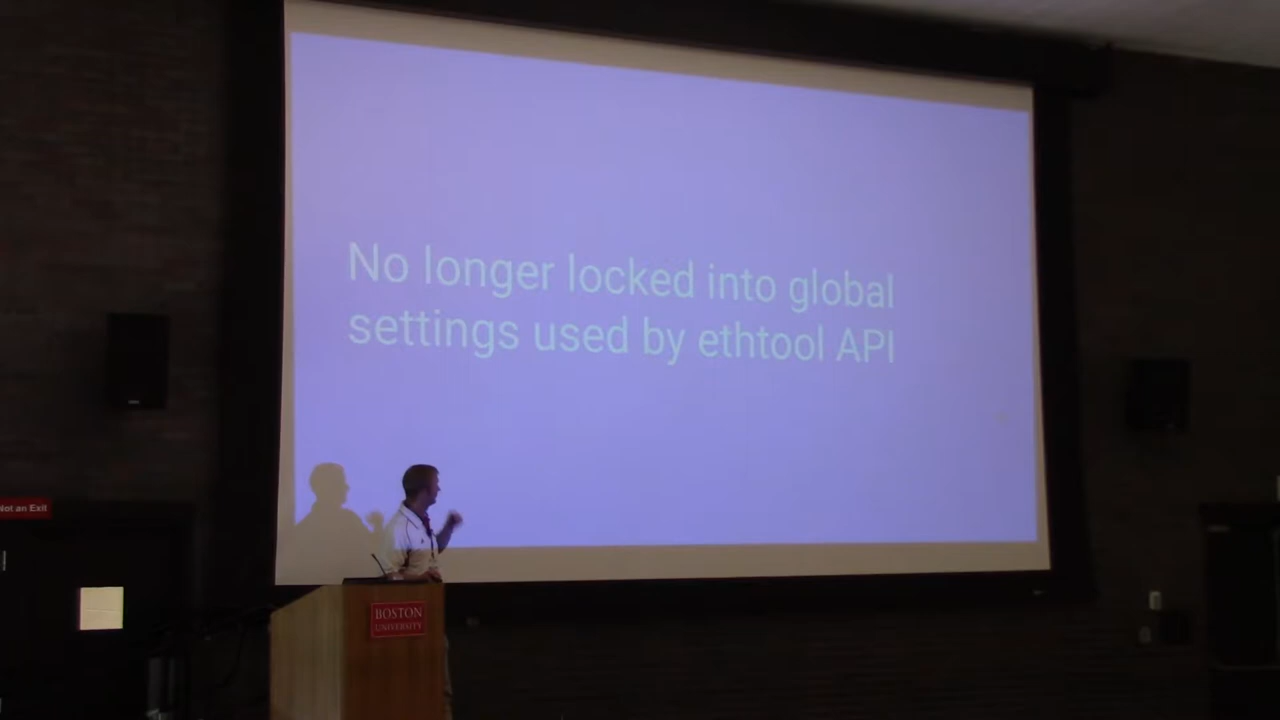 No longer locked into global
settings used by ethtool API
Not an Exit
BOSTON
UNIVERSITY